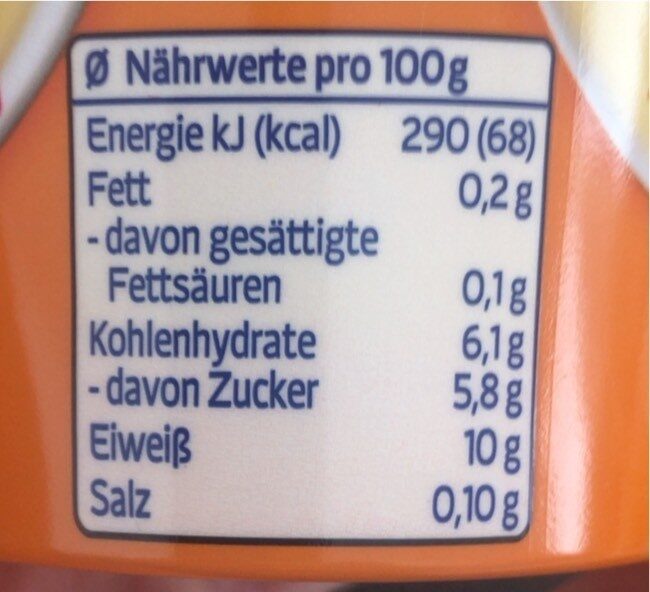 Ø Nährwerte pro 100g
Energie kJ (kcal) 290 (68)
Fett 0,2 g
- davon gesättigte
Fettsäuren 0,1 g
Kohlenhydrate 6,1 g
- davon Zucker 5,8 g
Eiweiß 10 g
Salz 0,10 g